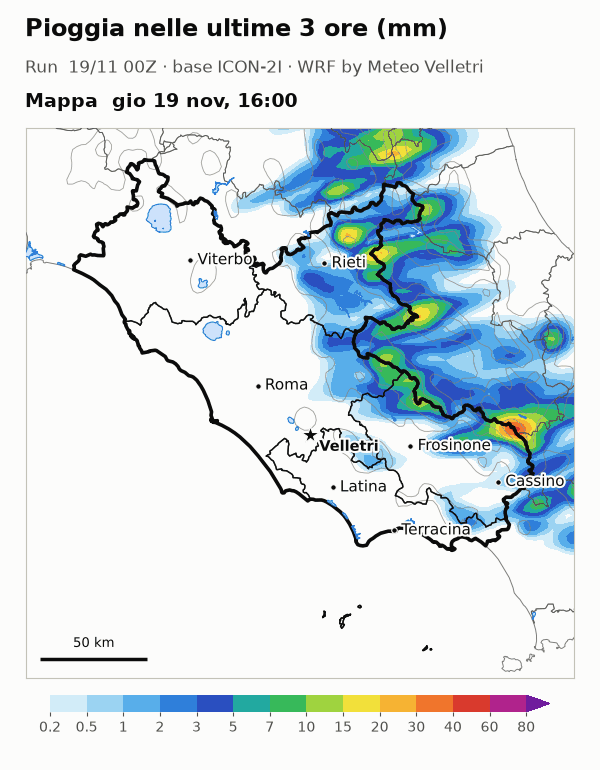 Pioggia nelle ultime 3 ore (mm)
Run  19/11 00Z · base ICON-2I · WRF by Meteo Velletri
Mappa  gio 19 nov, 16:00
Viterbo
Rieti
Roma
Velletri
Frosinone
Latina
Cassino
Terracina
50 km
0.2 0.5 1 2 3 5 7 10 15 20 30 40 60 80